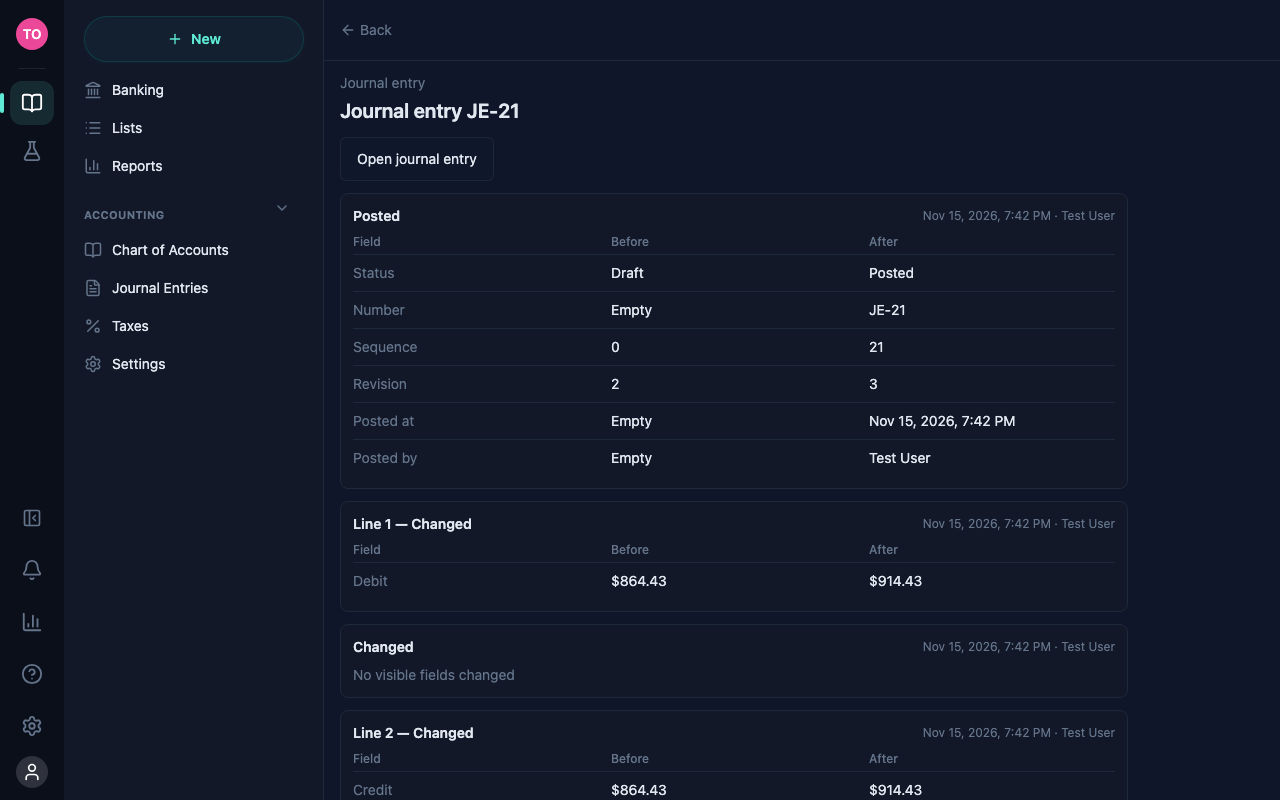 TO
New
Banking
Lists
Reports
ACCOUNTING
Chart of Accounts
Journal Entries
Taxes
Settings
Back
Journal entry
Journal entry JE-21
Open journal entry
Posted Nov 15, 2026, 7:42 PM · Test User
Field Before After
Status Draft Posted
Number Empty JE-21
Sequence 0 21
Revision 2 3
Posted at Empty Nov 15, 2026, 7:42 PM
Posted by Empty Test User
Line 1 — Changed Nov 15, 2026, 7:42 PM · Test User
Field Before After
Debit $864.43 $914.43
Changed Nov 15, 2026, 7:42 PM · Test User
No visible fields changed
Line 2 — Changed Nov 15, 2026, 7:42 PM · Test User
Field Before After
Credit $864.43 $914.43